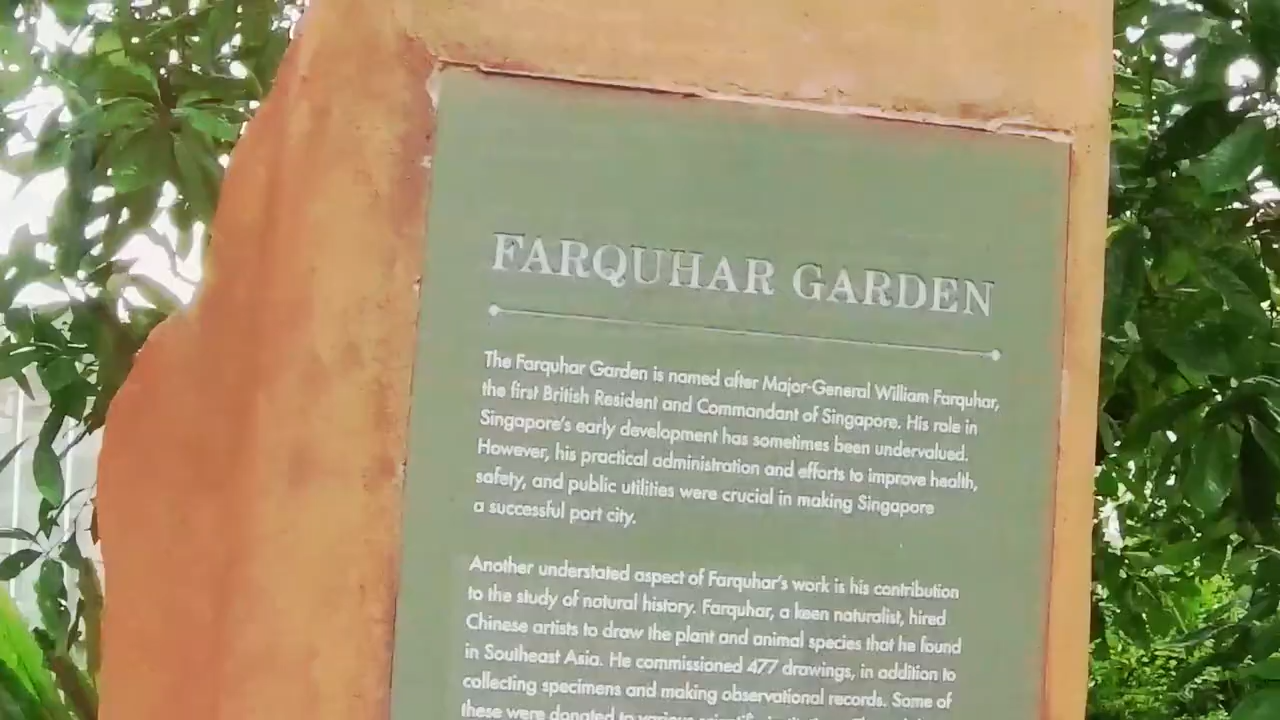 FARQUHAR GARDEN
The Farquhar Garden is named after Major-General William Farquhar,
the first British Resident and Commandant of Singapore. His role in
Singapore's early development has sometimes been undervalued.
However, his practical administration and efforts to improve health,
safety, and public utilities were crucial in making Singapore
a successful port city.
Another understated aspect of Farquhar's work is his contribution
to the study of natural history. Farquhar, a keen naturalist, hired
Chinese artists to draw the plant and animal species that he found
in Southeast Asia. He commissioned 477 drawings, in addition to
collecting specimens and making observational records. Some of
these were donated to various